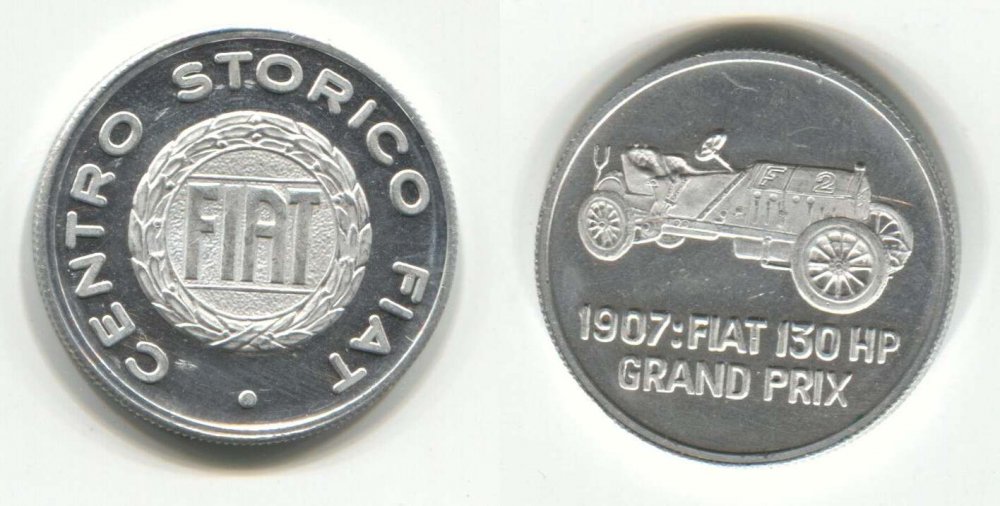 CENTRO STORICO FIAT
FIAT
F 2
1907: FIAT 130 HP
GRAND PRIX